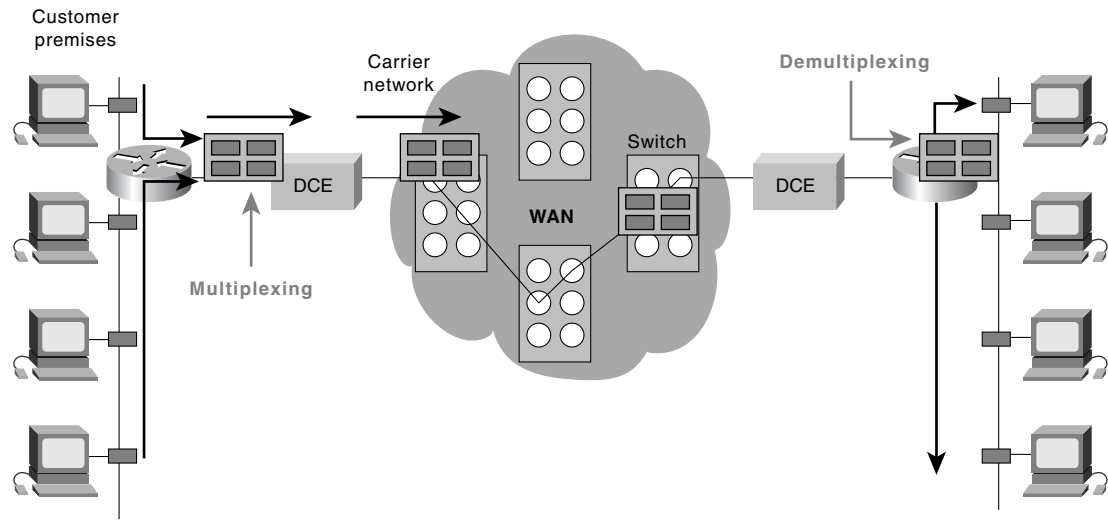 Customer
premises
Carrier
network
Demultiplexing
Switch
DCE
WAN
DCE
Multiplexing